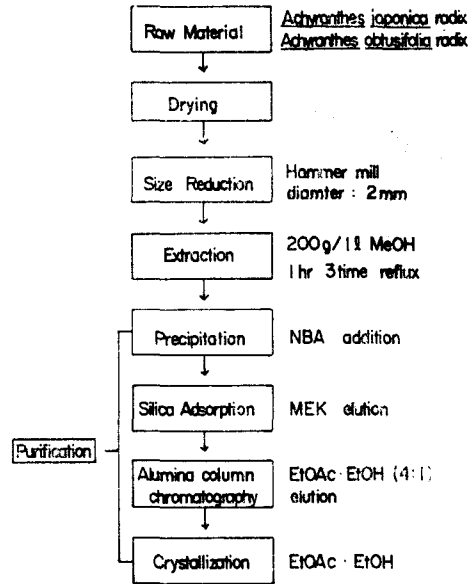 Raw Material
Achyranthes japonica radix
Achyranthes obtusifolia radix
Drying
Size Reduction
Hammer mill
diamter : 2mm
Extraction
200g/1ℓ MeOH
1hr 3time reflux
Precipitation
NBA addition
Silica Adsorption
MEK elution
Purification
Alumina column
chromatography
EtOAc·EtOH (4:1)
elution
Crystallization
EtOAc · EtOH